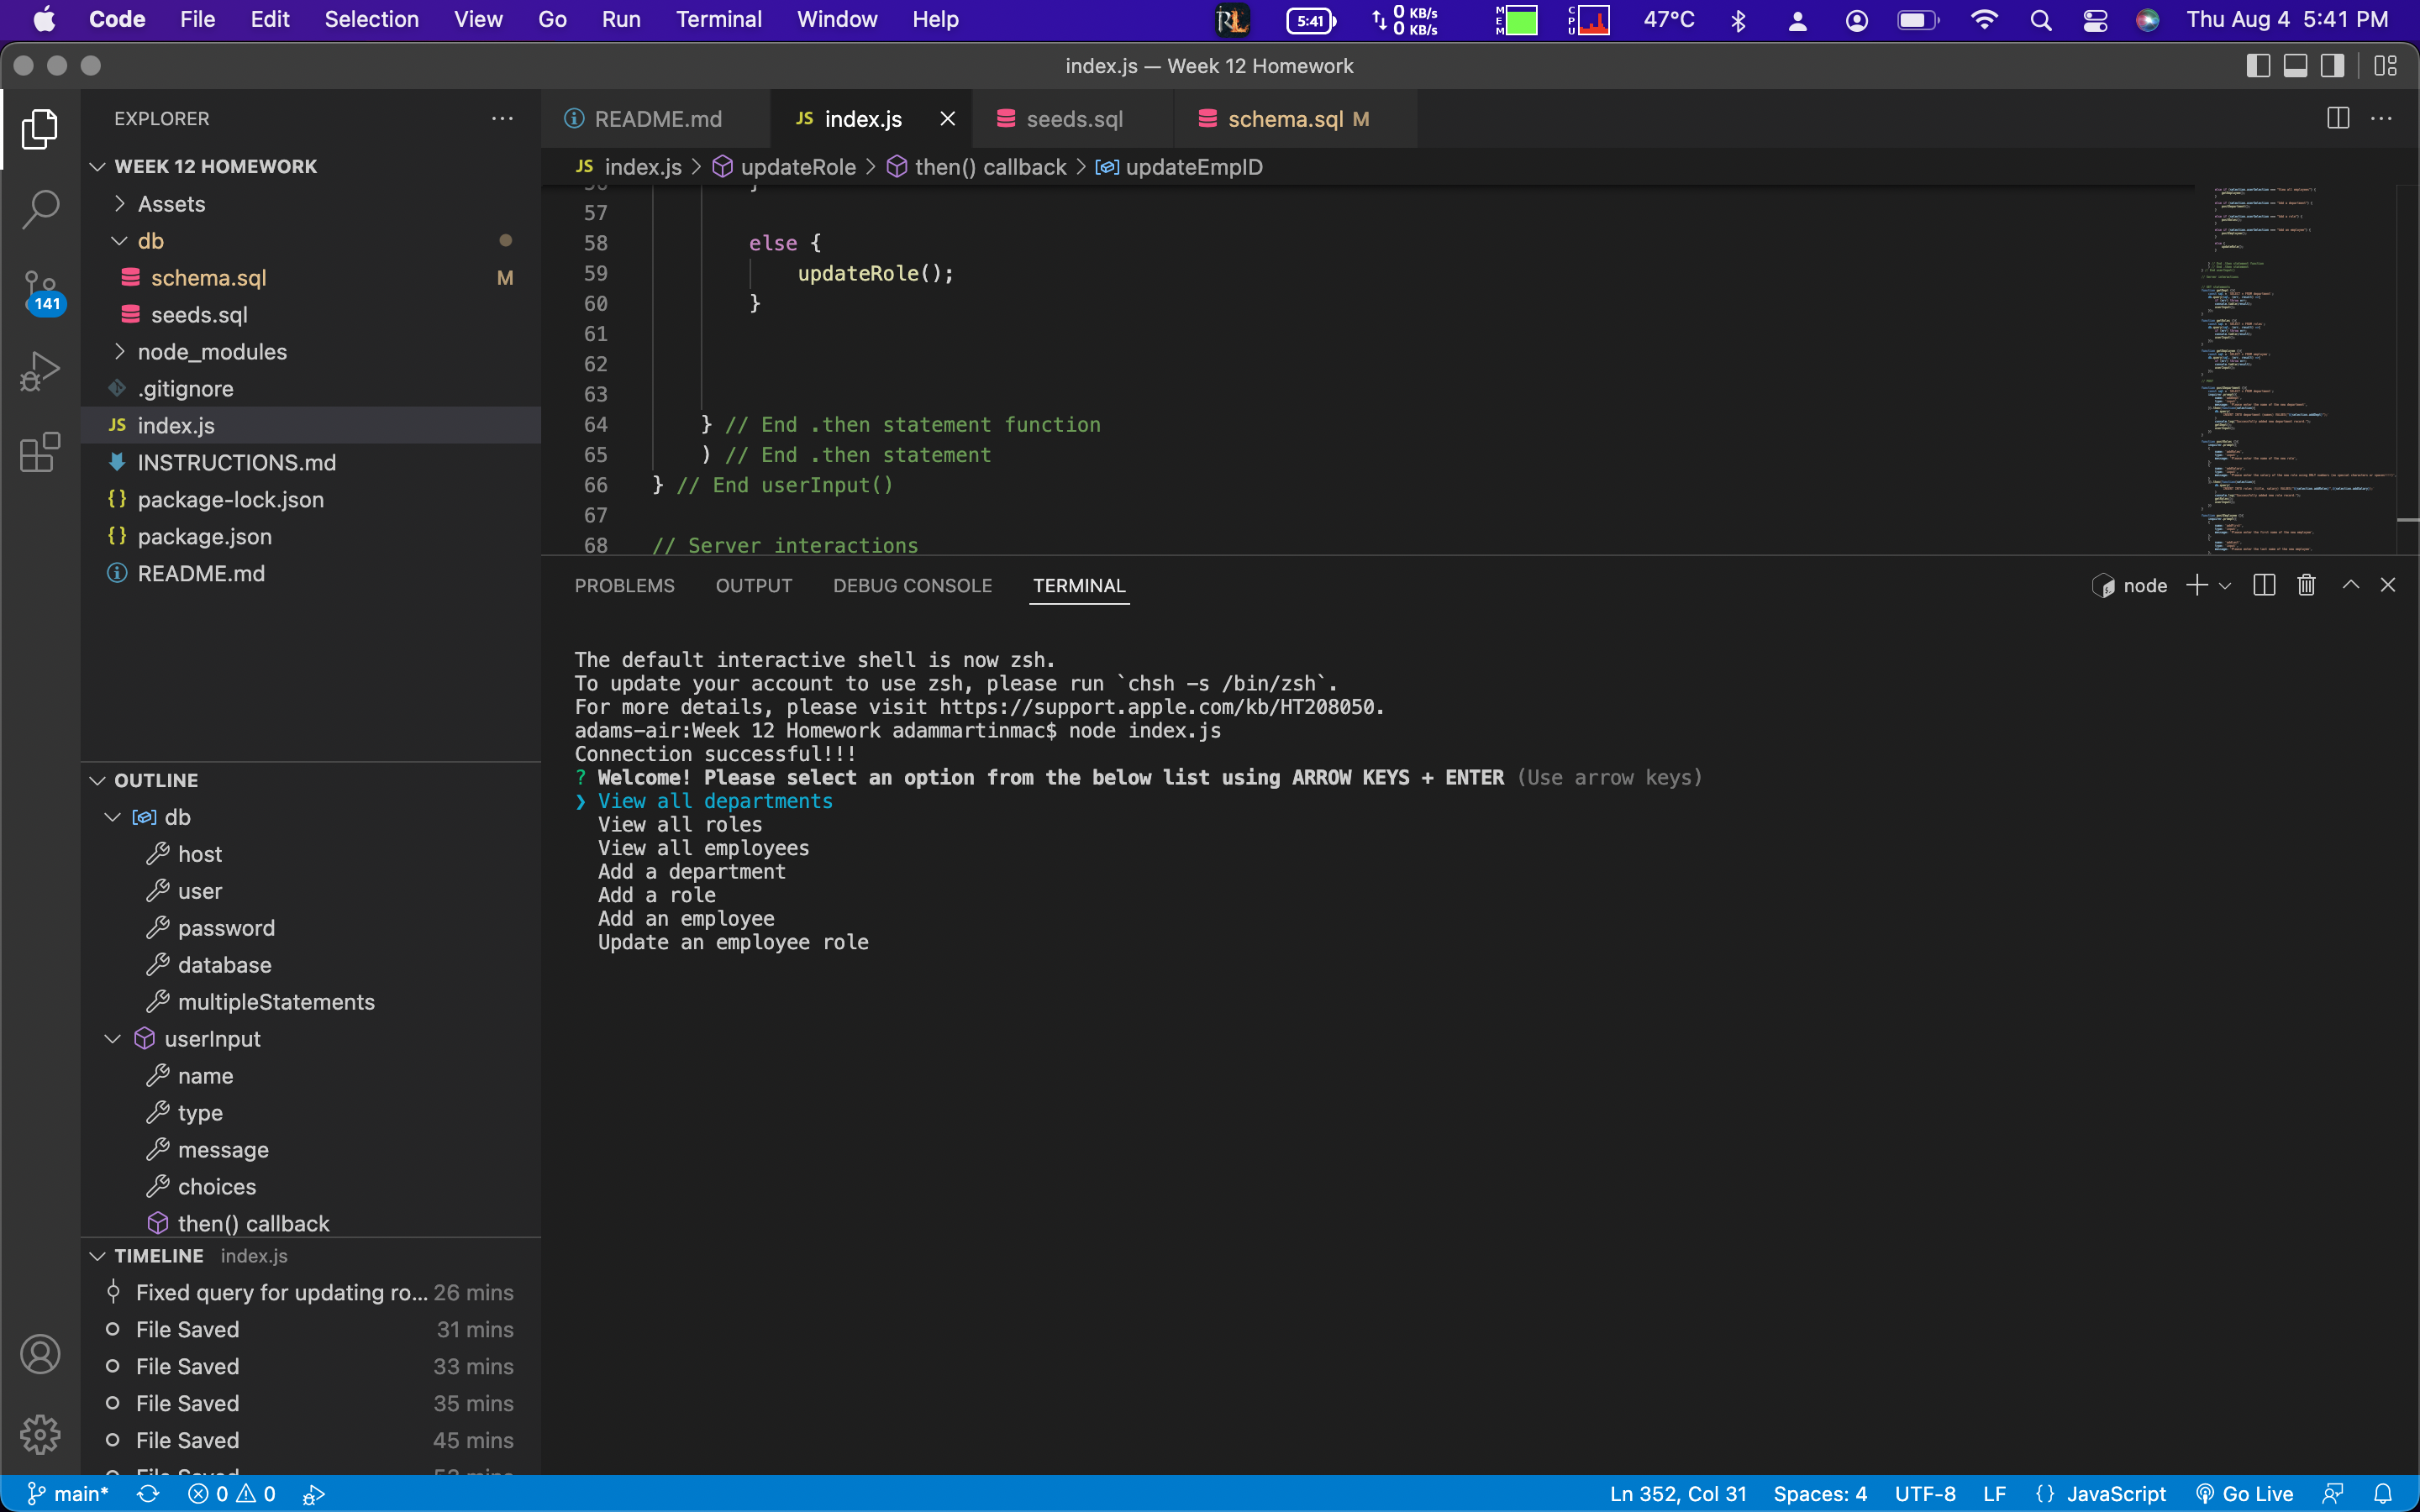 Code File Edit Selection View Go Run Terminal Window Help 5:41 0 KB/s 0 KB/s MEM CPU 47°C Thu Aug 4 5:41 PM
index.js — Week 12 Homework
EXPLORER
WEEK 12 HOMEWORK
Assets
db
schema.sql M
seeds.sql
node_modules
.gitignore
JS index.js
INSTRUCTIONS.md
{} package-lock.json
{} package.json
README.md
OUTLINE
db
host
user
password
database
multipleStatements
userInput
name
type
message
choices
then() callback
TIMELINE index.js
Fixed query for updating ro... 26 mins
File Saved 31 mins
File Saved 33 mins
File Saved 35 mins
File Saved 45 mins
141
README.md JS index.js seeds.sql schema.sql M
JS index.js > updateRole > then() callback > updateEmpID
57
58 else {
59 updateRole();
60 }
61
62
63
64 } // End .then statement function
65 ) // End .then statement
66 } // End userInput()
67
68 // Server interactions
PROBLEMS OUTPUT DEBUG CONSOLE TERMINAL node
The default interactive shell is now zsh.
To update your account to use zsh, please run `chsh -s /bin/zsh`.
For more details, please visit https://support.apple.com/kb/HT208050.
adams-air:Week 12 Homework adammartinmac$ node index.js
Connection successful!!!
? Welcome! Please select an option from the below list using ARROW KEYS + ENTER (Use arrow keys)
❯ View all departments
View all roles
View all employees
Add a department
Add a role
Add an employee
Update an employee role
main* 0 0 Ln 352, Col 31 Spaces: 4 UTF-8 LF {} JavaScript Go Live